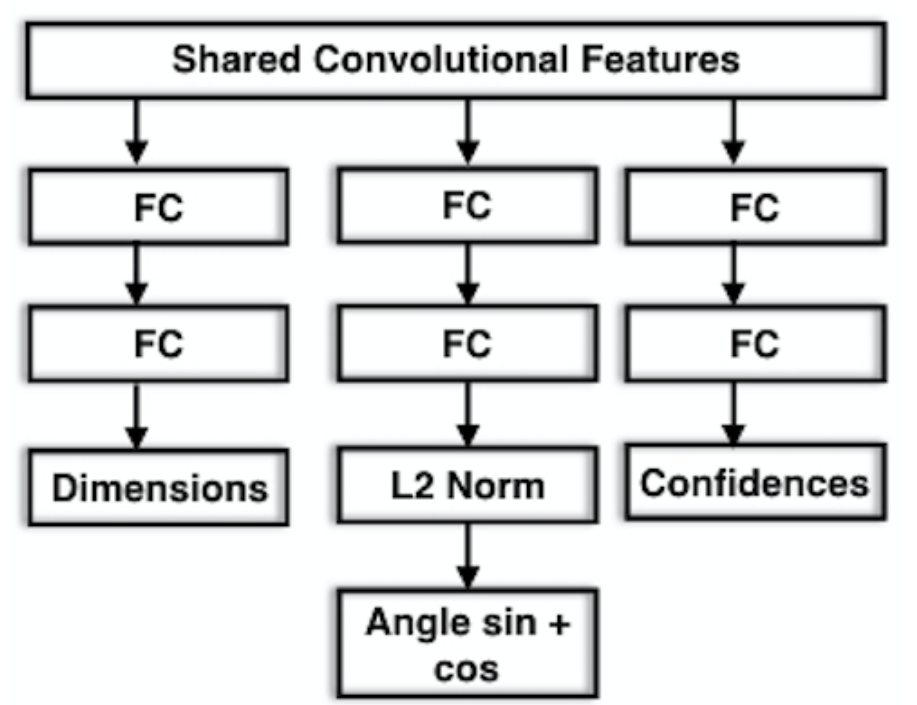 Shared Convolutional Features
FC
FC
FC
FC
FC
FC
Dimensions
L2 Norm
Confidences
Angle sin +
cos